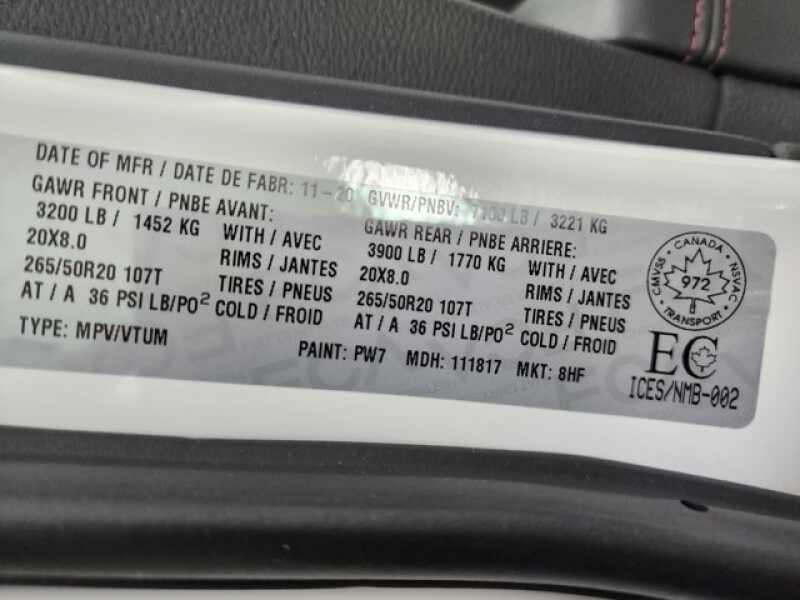 DATE OF MFR / DATE DE FABR: 11-20 GVWR/PNBV: 7100 LB / 3221 KG
GAWR FRONT / PNBE AVANT:
3200 LB / 1452 KG WITH / AVEC
20X8.0 RIMS / JANTES
265/50R20 107T TIRES / PNEUS
AT / A 36 PSI LB/PO² COLD / FROID
GAWR REAR / PNBE ARRIERE:
3900 LB / 1770 KG WITH / AVEC
20X8.0 RIMS / JANTES
265/50R20 107T TIRES / PNEUS
AT / A 36 PSI LB/PO² COLD / FROID
TYPE: MPV/VTUM
PAINT: PW7 MDH: 111817 MKT: 8HF
CANADA
CMVSS NSVAC
972
TRANSPORT
EC
ICES/NMB-002